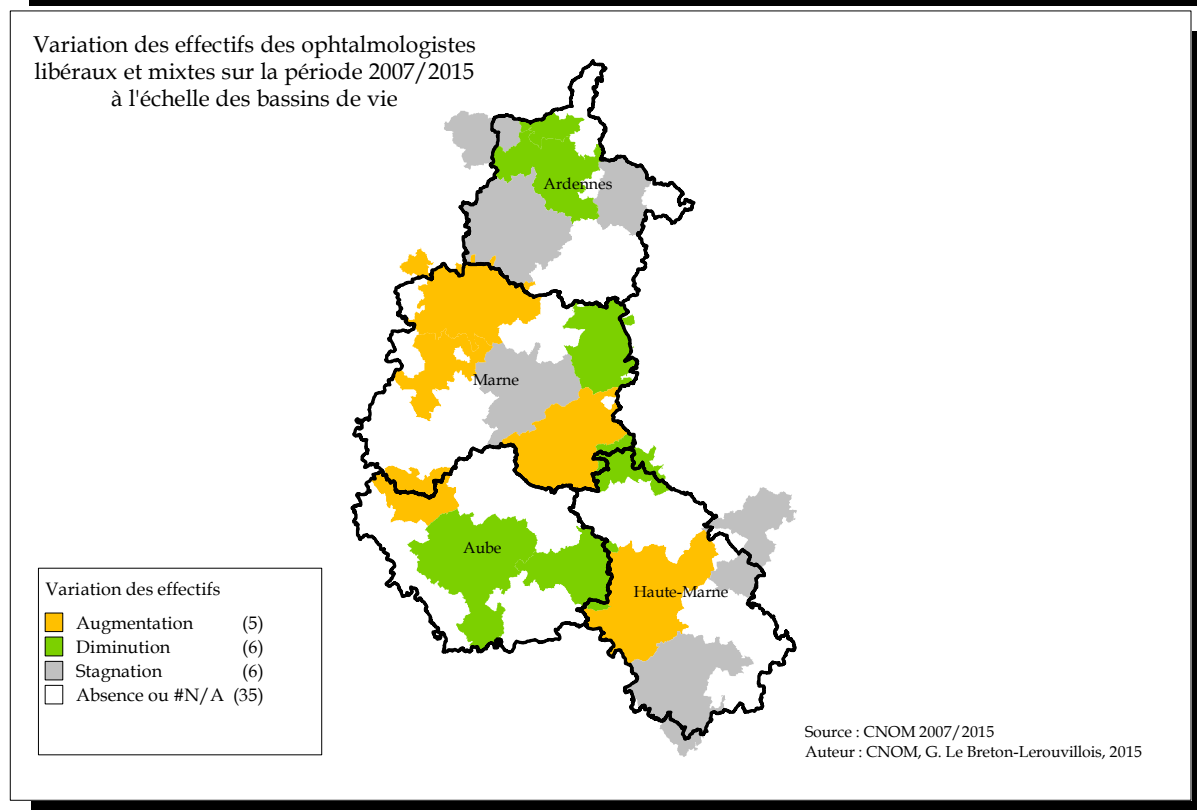 Variation des effectifs des ophtalmologistes
libéraux et mixtes sur la période 2007/2015
à l'échelle des bassins de vie
Ardennes
Marne
Aube
Haute-Marne
Variation des effectifs
Augmentation (5)
Diminution (6)
Stagnation (6)
Absence ou #N/A (35)
Source : CNOM 2007/2015
Auteur : CNOM, G. Le Breton-Lerouvillois, 2015